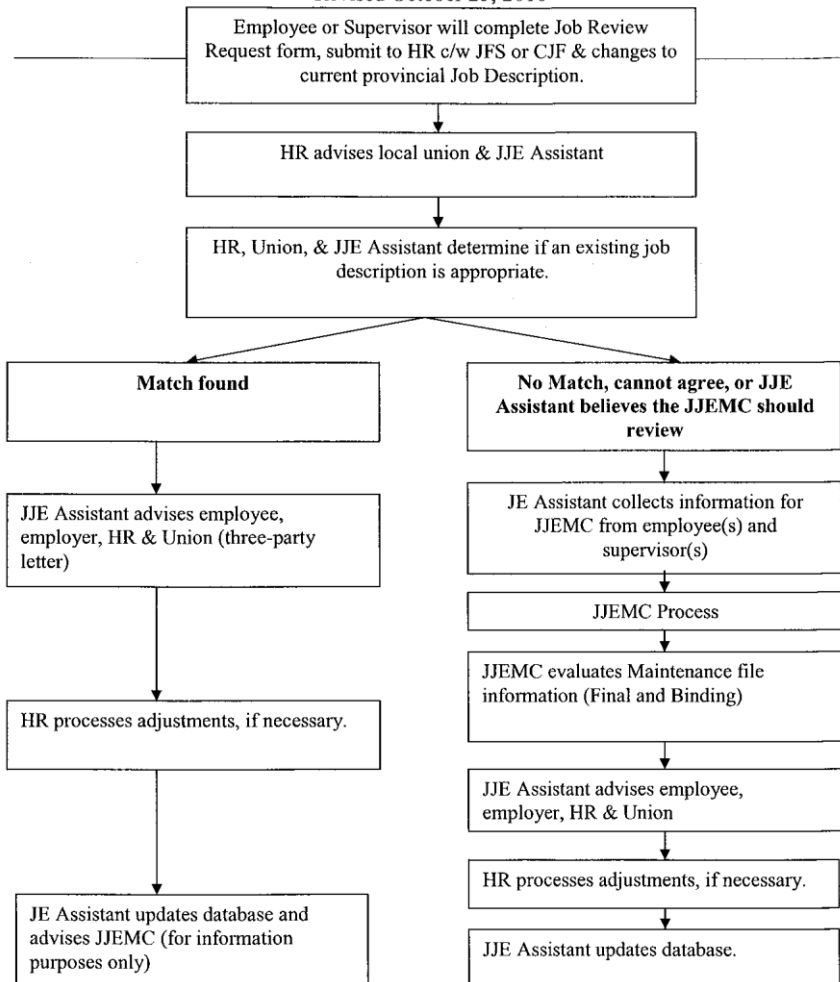 Employee or Supervisor will complete Job Review
Request form, submit to HR c/w JFS or CJF & changes to
current provincial Job Description.
HR advises local union & JJE Assistant
HR, Union, & JJE Assistant determine if an existing job
description is appropriate.
Match found
No Match, cannot agree, or JJE
Assistant believes the JJEMC should
review
JJE Assistant advises employee,
employer, HR & Union (three-party
letter)
JE Assistant collects information for
JJEMC from employee(s) and
supervisor(s)
JJEMC Process
JJEMC evaluates Maintenance file
information (Final and Binding)
HR processes adjustments, if necessary.
JJE Assistant advises employee,
employer, HR & Union
HR processes adjustments, if necessary.
JE Assistant updates database and
advises JJEMC (for information
purposes only)
JJE Assistant updates database.